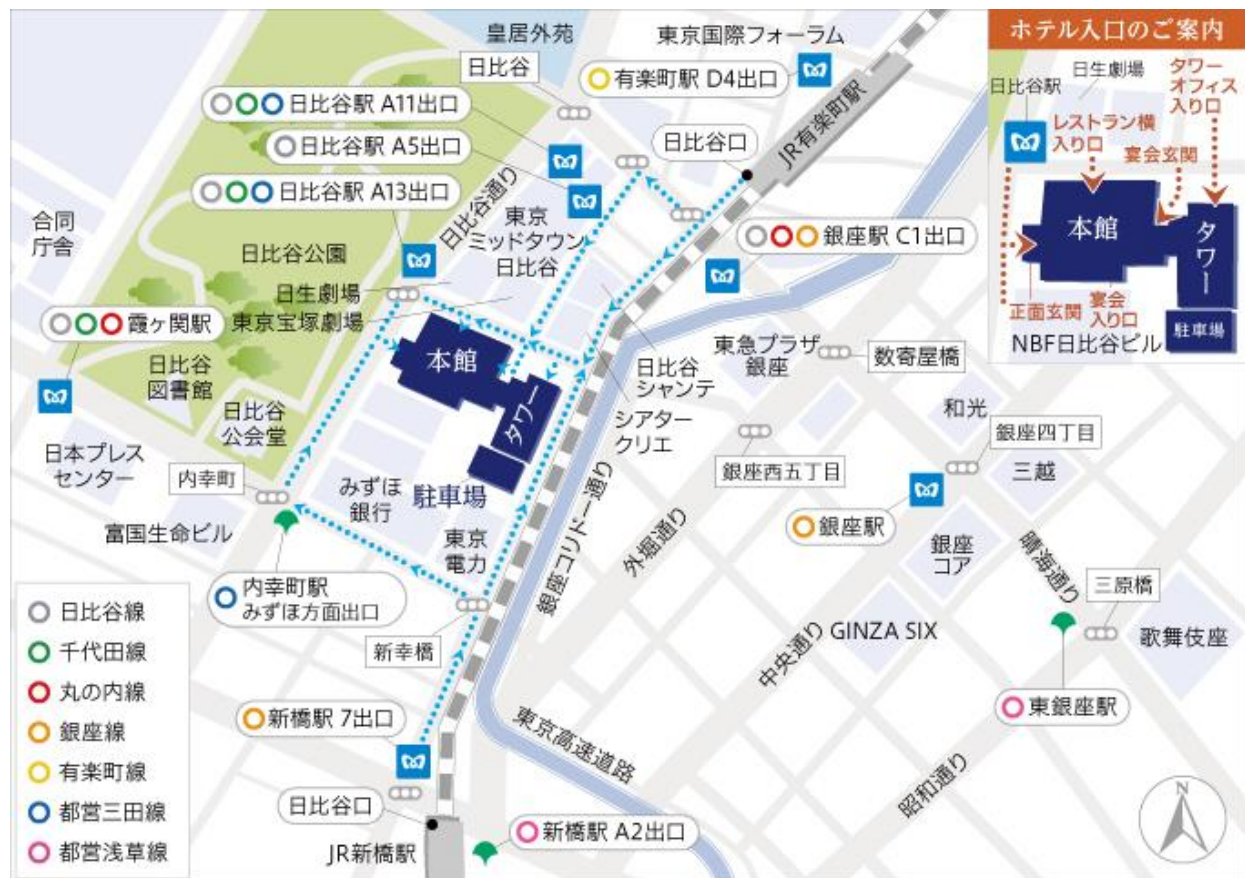 皇居外苑
東京国際フォーラム
日比谷
有楽町駅 D4出口
日比谷駅 A11出口
日比谷駅 A5出口
日比谷駅 A13出口
日比谷口
JR有楽町駅
合同
庁舎
日比谷通り
東京
ミッドタウン
日比谷
銀座駅 C1出口
日比谷公園
日生劇場
東京宝塚劇場
霞ヶ関駅
本館
タワー
駐車場
日比谷
シャンテ
シアター
クリエ
東急プラザ
銀座
数寄屋橋
日比谷
図書館
日比谷
公会堂
和光
銀座四丁目
日本プレス
センター
内幸町
みずほ
銀行
銀座西五丁目
三越
富国生命ビル
東京
電力
銀座コリドー通り
外堀通り
銀座駅
銀座
コア
晴海通り
三原橋
内幸町駅
みずほ方面出口
新幸橋
中央通り
GINZA SIX
歌舞伎座
新橋駅 7出口
東京高速道路
東銀座駅
昭和通り
日比谷口
JR新橋駅
新橋駅 A2出口
N
日比谷線
千代田線
丸の内線
銀座線
有楽町線
都営三田線
都営浅草線
ホテル入口のご案内
日比谷駅
日生劇場
タワー
オフィス
入り口
レストラン横
入り口
宴会玄関
本館
タワー
正面玄関
宴会
入り口
駐車場
NBF日比谷ビル